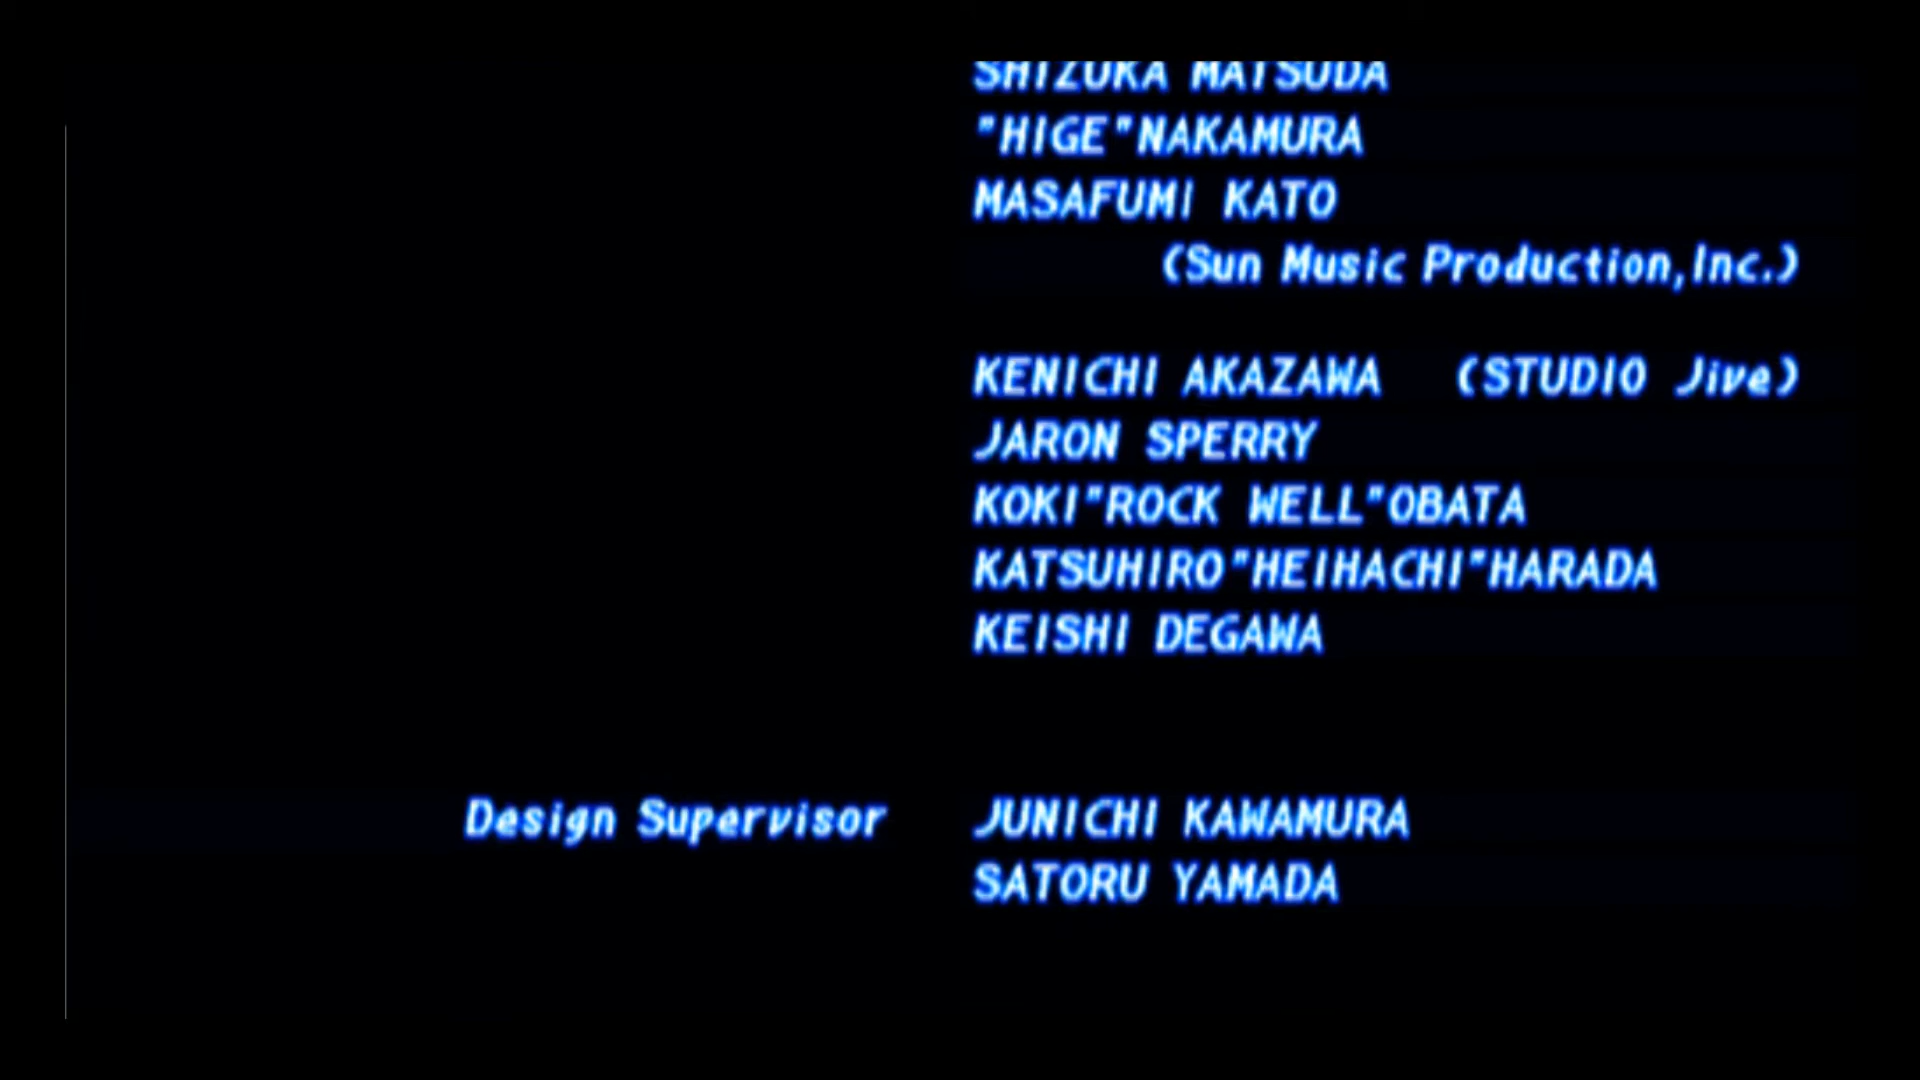 SHIZUKA MATSUDA
"HIGE"NAKAMURA
MASAFUMI KATO
(Sun Music Production,Inc.)
KENICHI AKAZAWA (STUDIO Jive)
JARON SPERRY
KOKI"ROCK WELL"OBATA
KATSUHIRO"HEIHACHI"HARADA
KEISHI DEGAWA
Design Supervisor JUNICHI KAWAMURA
SATORU YAMADA